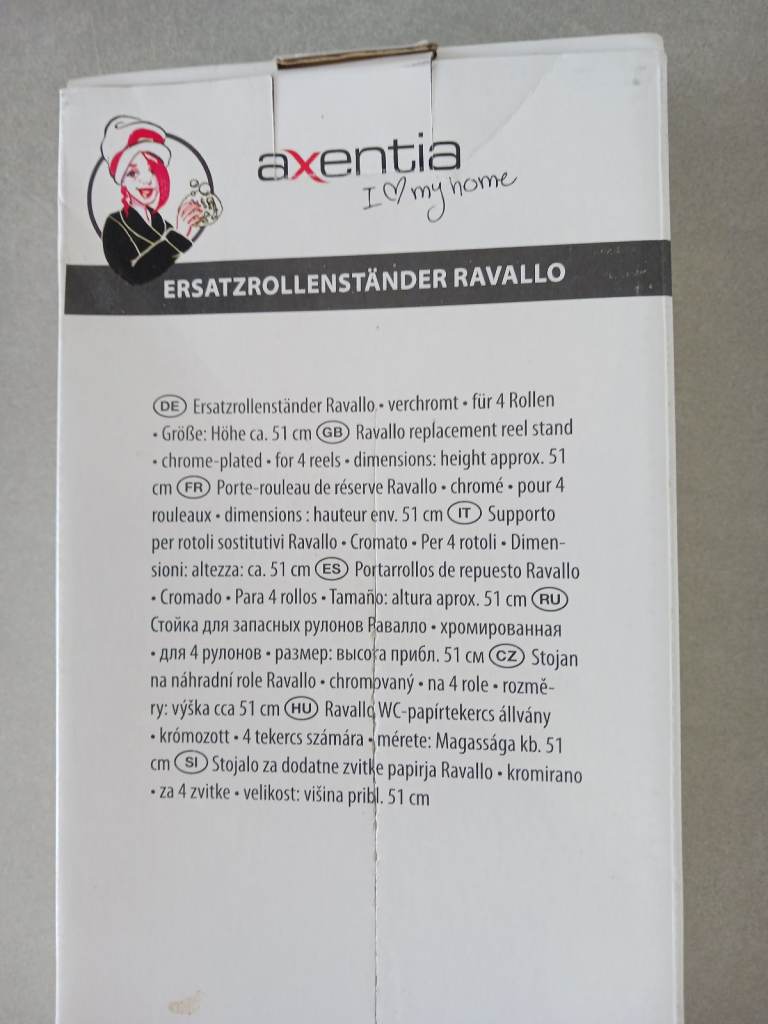 axentia
I ♡ my home
ERSATZROLLENSTÄNDER RAVALLO
DE Ersatzrollenständer Ravallo • verchromt • für 4 Rollen
• Größe: Höhe ca. 51 cm GB Ravallo replacement reel stand
• chrome-plated • for 4 reels • dimensions: height approx. 51
cm FR Porte-rouleau de réserve Ravallo • chromé • pour 4
rouleaux • dimensions : hauteur env. 51 cm IT Supporto
per rotoli sostitutivi Ravallo • Cromato • Per 4 rotoli • Dimen-
sioni: altezza: ca. 51 cm ES Portarrollos de repuesto Ravallo
• Cromado • Para 4 rollos • Tamaño: altura aprox. 51 cm RU
Стойка для запасных рулонов Равалло • хромированная
• для 4 рулонов • размер: высота прибл. 51 см CZ Stojan
na náhradní role Ravallo • chromovaný • na 4 role • rozmě-
ry: výška cca 51 cm HU Ravallo WC-papírtekercs állvány
• krómozott • 4 tekercs számára • mérete: Magassága kb. 51
cm SI Stojalo za dodatne zvitke papirja Ravallo • kromirano
• za 4 zvitke • velikost: višina pribl. 51 cm